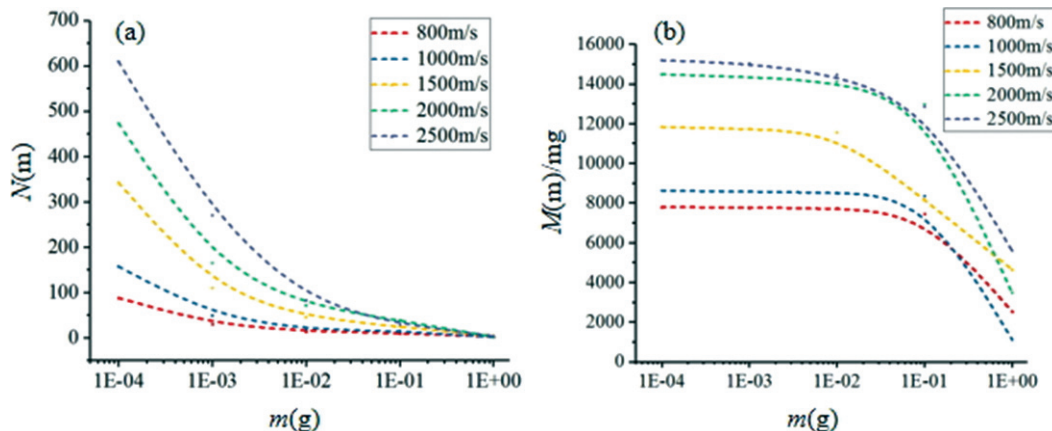 (a)
800m/s
1000m/s
1500m/s
2000m/s
2500m/s
N(m)
700
600
500
400
300
200
100
0
1E-04
1E-03
1E-02
1E-01
1E+00
m(g)
(b)
800m/s
1000m/s
1500m/s
2000m/s
2500m/s
M(m)/mg
16000
14000
12000
10000
8000
6000
4000
2000
0
1E-04
1E-03
1E-02
1E-01
1E+00
m(g)